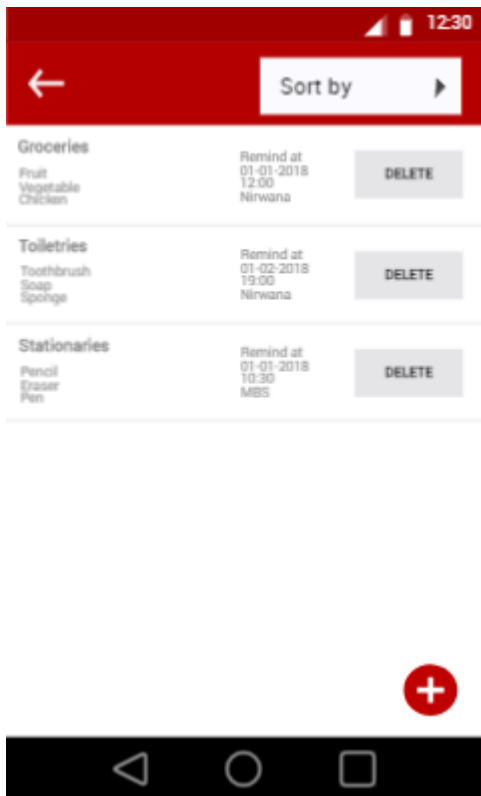 12:30
Sort by
Groceries
Fruit
Vegetable
Chicken
Remind at
01-01-2018
12:00
Nirwana
DELETE
Toiletries
Toothbrush
Soap
Sponge
Remind at
01-02-2018
19:00
Nirwana
DELETE
Stationaries
Pencil
Eraser
Pen
Remind at
01-01-2018
10:30
MBS
DELETE